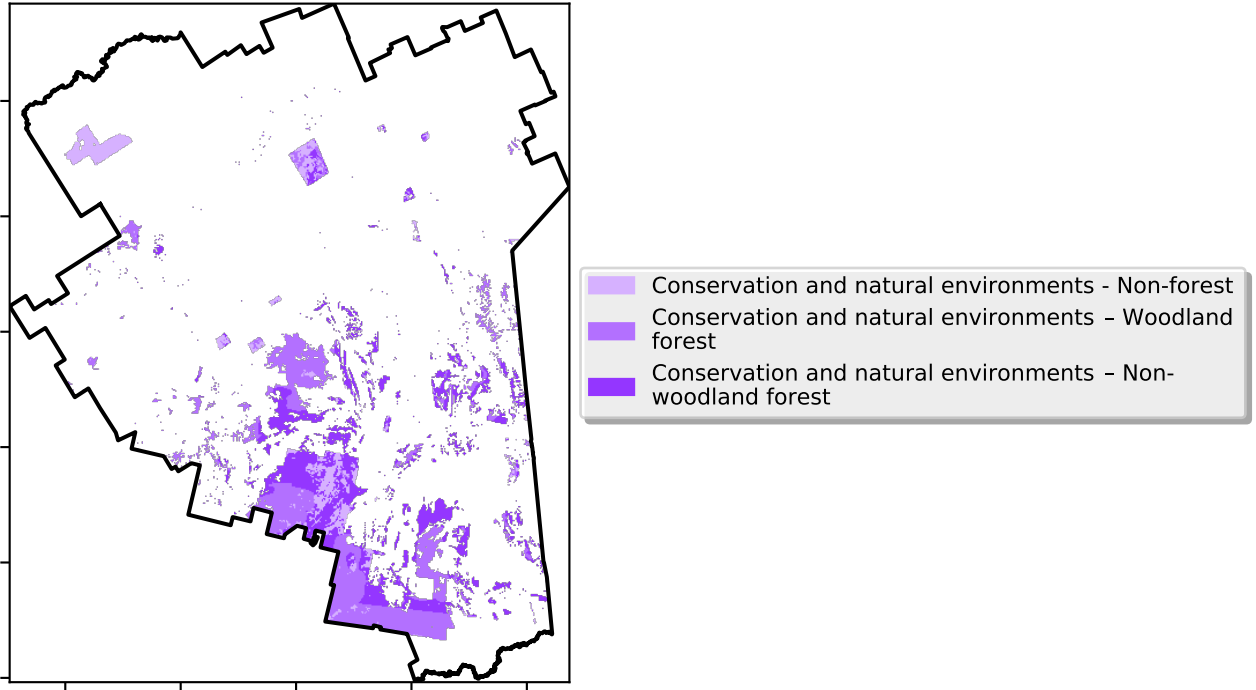 Conservation and natural environments - Non-forest
Conservation and natural environments – Woodland
forest
Conservation and natural environments – Non-
woodland forest